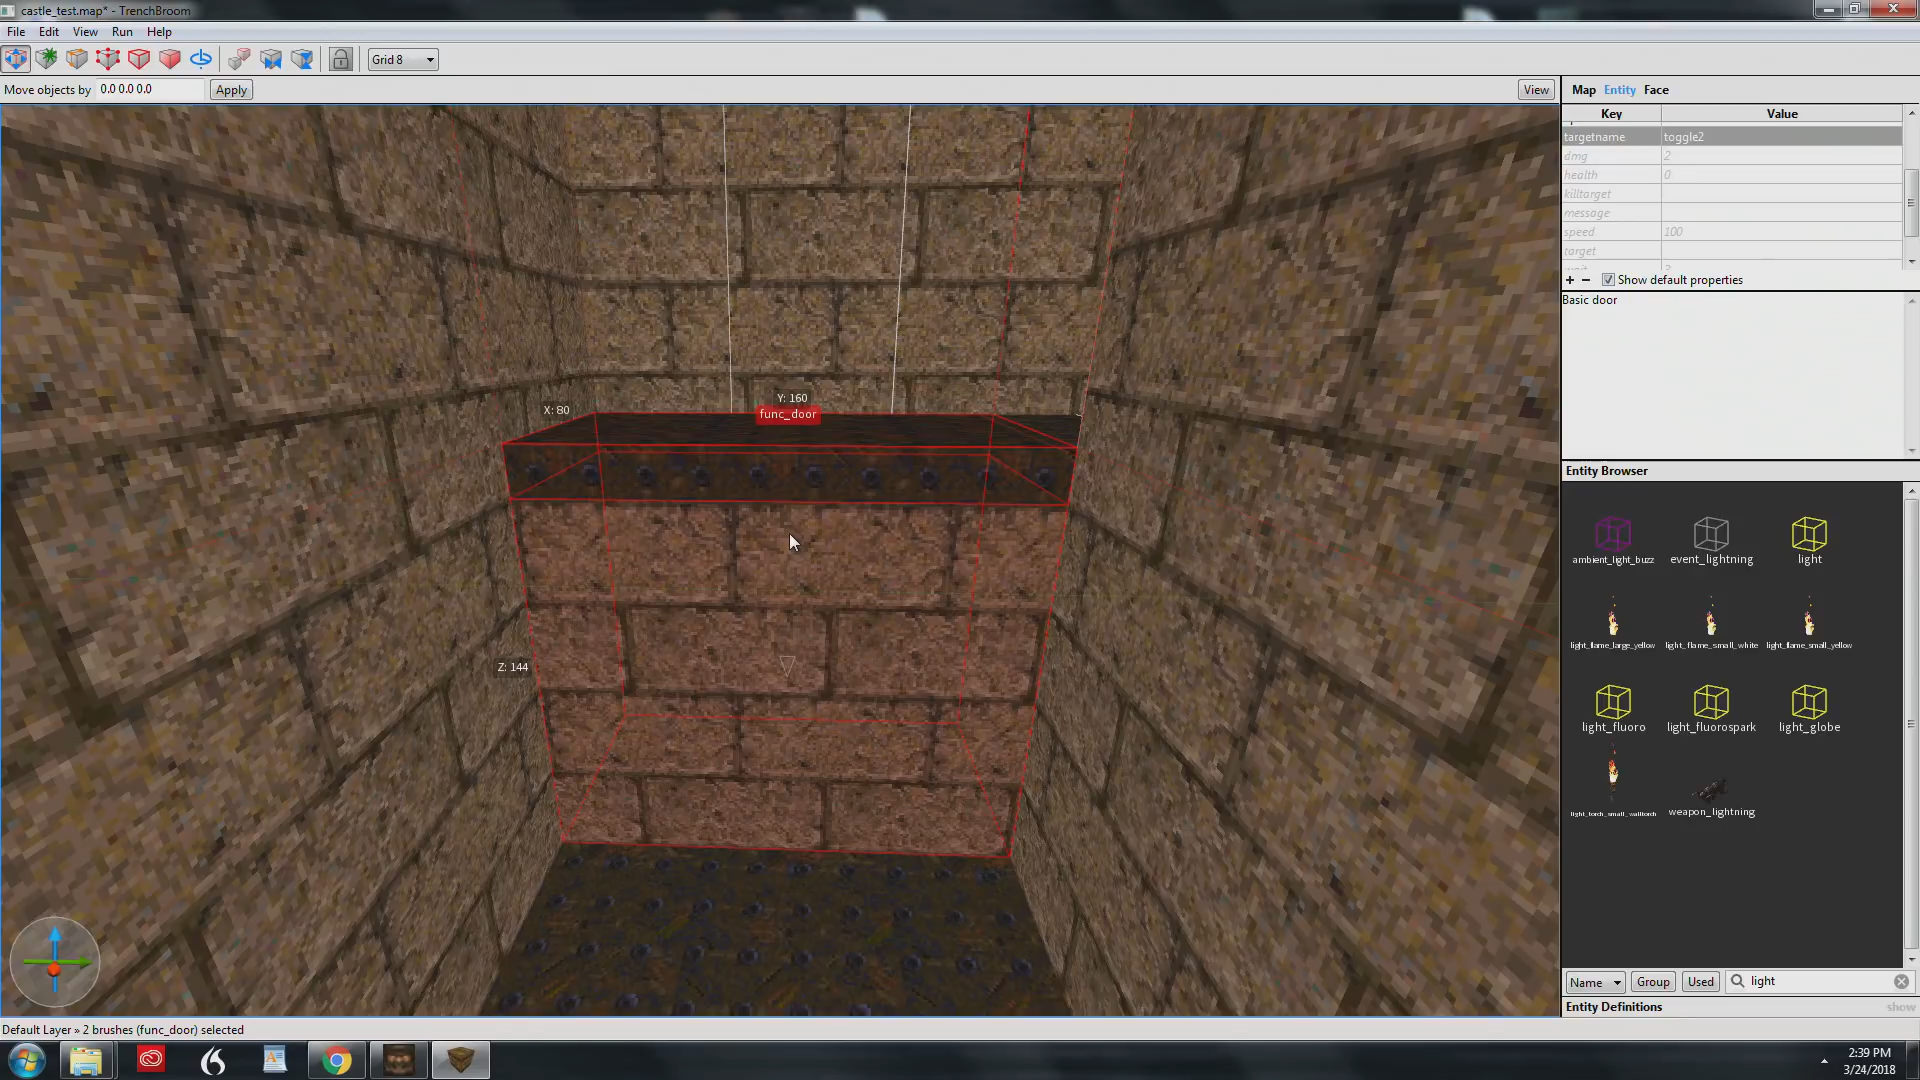 castle_test.map* - TrenchBroom
File Edit View Run Help
Grid 8
Move objects by 0.0 0.0 0.0 Apply View
Map Entity Face
Key Value
targetname toggle2
dmg 2
health 0
killtarget
message
speed 100
target
+ - Show default properties
Basic door
Y: 160
X: 80
func_door
Z: 144
Entity Browser
ambient_light_buzz event_lightning light
light_flame_large_yellow light_flame_small_white light_flame_small_yellow
light_fluoro light_fluorospark light_globe
light_torch_small_walltorch weapon_lightning
Name Group Used light
Entity Definitions show
Default Layer » 2 brushes (func_door) selected
2:39 PM
3/24/2018